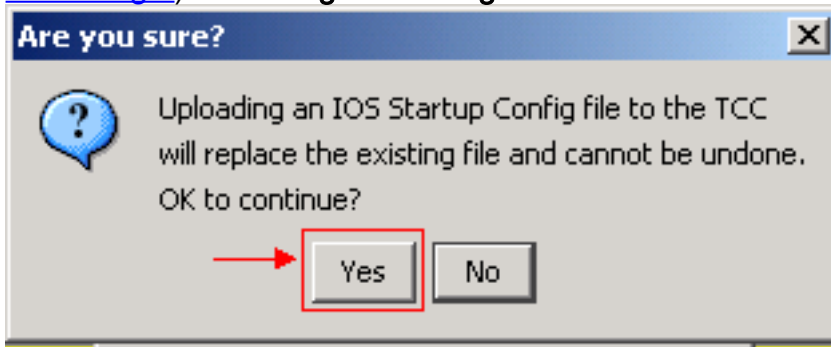 Are you sure?
Uploading an IOS Startup Config file to the TCC
will replace the existing file and cannot be undone.
OK to continue?
Yes No